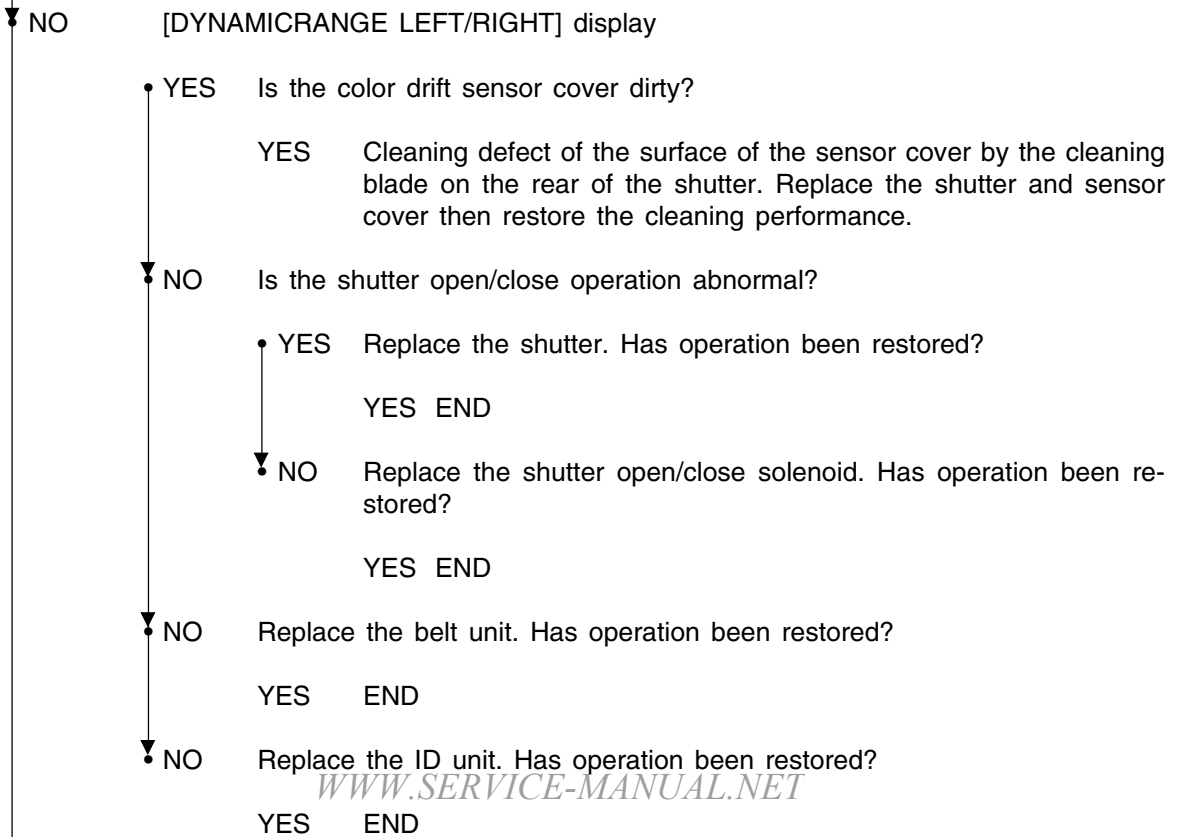 NO [DYNAMICRANGE LEFT/RIGHT] display
YES Is the color drift sensor cover dirty?
YES Cleaning defect of the surface of the sensor cover by the cleaning
blade on the rear of the shutter. Replace the shutter and sensor
cover then restore the cleaning performance.
NO Is the shutter open/close operation abnormal?
YES Replace the shutter. Has operation been restored?
YES END
NO Replace the shutter open/close solenoid. Has operation been re-
stored?
YES END
NO Replace the belt unit. Has operation been restored?
YES END
NO Replace the ID unit. Has operation been restored?
WWW.SERVICE-MANUAL.NET
YES END